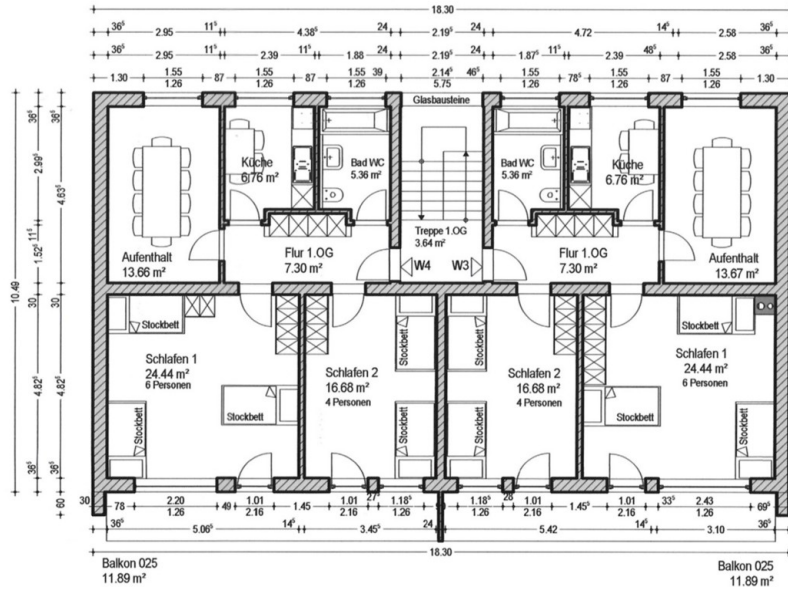 18.30
36⁵ 2.95 11⁵ 4.38⁵ 24 2.19⁵ 24 4.72 14⁵ 2.58 36⁵
36⁵ 2.95 11⁵ 2.39 11⁵ 1.88 24 2.19⁵ 24 1.87⁵ 11⁵ 2.39 48⁵ 2.58 36⁵
1.30 1.55 87 1.55 87 1.55 39 2.14⁵ 46⁵ 1.55 78⁵ 1.55 87 1.55 1.30
1.26 1.26 1.26 5.75 1.26 1.26 1.26
Glasbausteine
Küche
6.76 m²
Bad WC
5.36 m²
Bad WC
5.36 m²
Küche
6.76 m²
Aufenthalt
13.66 m²
Flur 1.OG
7.30 m²
Treppe 1.OG
3.64 m²
W4 W3
Flur 1.OG
7.30 m²
Aufenthalt
13.67 m²
10.49
36⁵ 2.99⁵ 11⁵ 1.52⁵ 30 4.82⁵ 36⁵ 60
36⁵ 4.63⁵ 30 4.82⁵ 36⁵
Stockbett
Schlafen 1
24.44 m²
6 Personen
Stockbett
Stockbett
Schlafen 2
16.68 m²
4 Personen
Stockbett
Stockbett
Stockbett
Stockbett
Schlafen 2
16.68 m²
4 Personen
Stockbett
Schlafen 1
24.44 m²
6 Personen
Stockbett
Stockbett
30 78 2.20 49 1.01 1.45 1.01 27⁵ 1.18⁵ 1.18⁵ 28 1.01 1.45⁵ 1.01 33⁵ 2.43 69⁵
1.26 2.16 2.16 1.26 1.26 2.16 2.16 1.26
36⁵ 5.06⁵ 14⁵ 3.45⁵ 24 5.42 14⁵ 3.10 36⁵
18.30
Balkon 025
11.89 m²
Balkon 025
11.89 m²